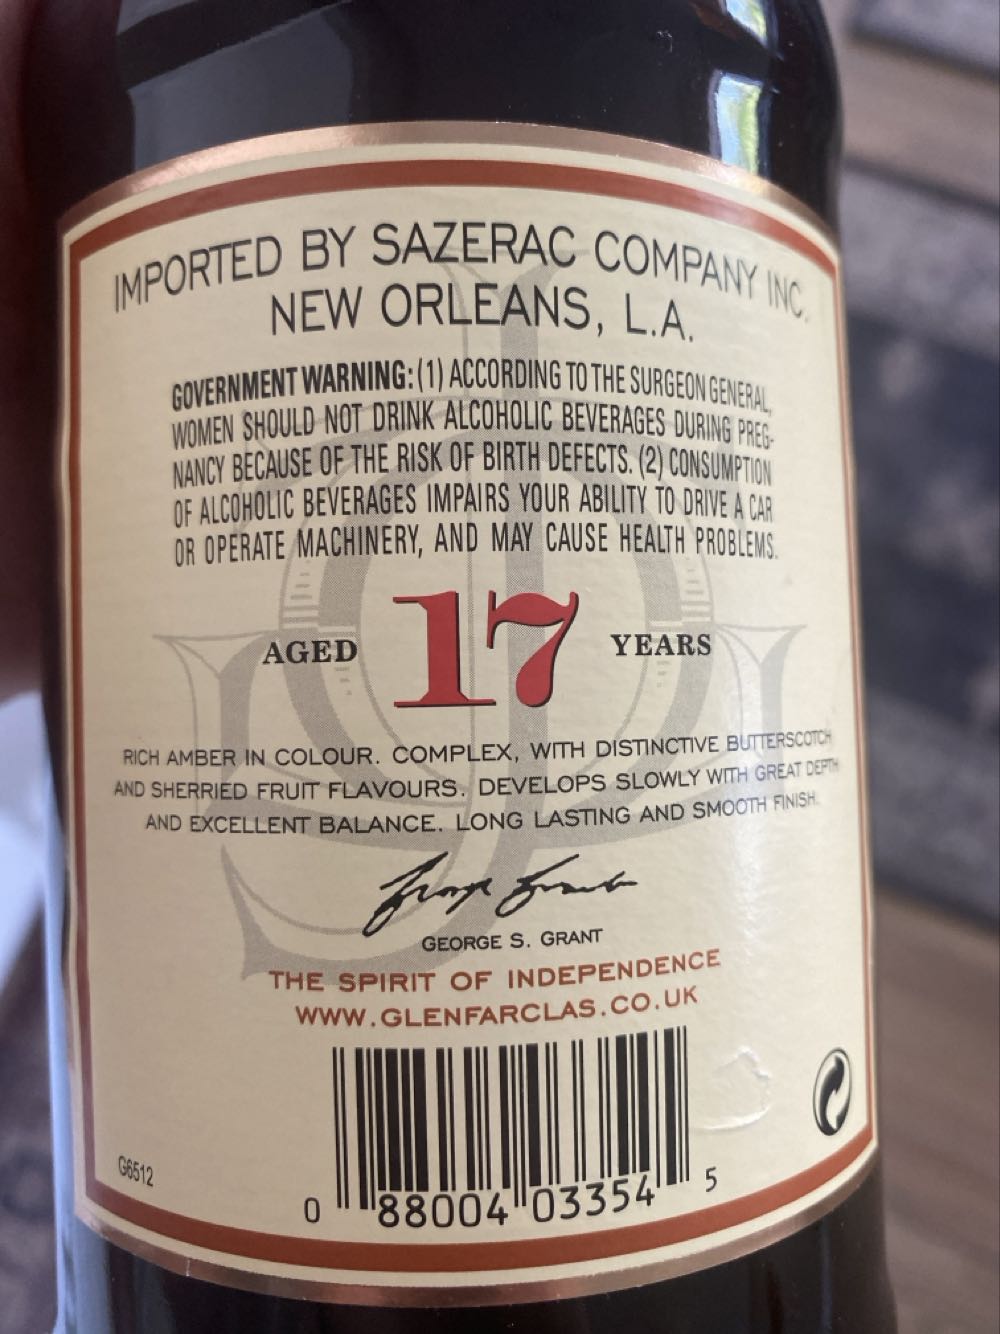 IMPORTED BY SAZERAC COMPANY INC.
NEW ORLEANS, L.A.
GOVERNMENT WARNING: (1) ACCORDING TO THE SURGEON GENERAL,
WOMEN SHOULD NOT DRINK ALCOHOLIC BEVERAGES DURING PREG-
NANCY BECAUSE OF THE RISK OF BIRTH DEFECTS. (2) CONSUMPTION
OF ALCOHOLIC BEVERAGES IMPAIRS YOUR ABILITY TO DRIVE A CAR
OR OPERATE MACHINERY, AND MAY CAUSE HEALTH PROBLEMS.
AGED 17 YEARS
RICH AMBER IN COLOUR. COMPLEX, WITH DISTINCTIVE BUTTERSCOTCH
AND SHERRIED FRUIT FLAVOURS. DEVELOPS SLOWLY WITH GREAT DEPTH
AND EXCELLENT BALANCE. LONG LASTING AND SMOOTH FINISH.
GEORGE S. GRANT
THE SPIRIT OF INDEPENDENCE
WWW.GLENFARCLAS.CO.UK
G6512
0 88004 03354 5